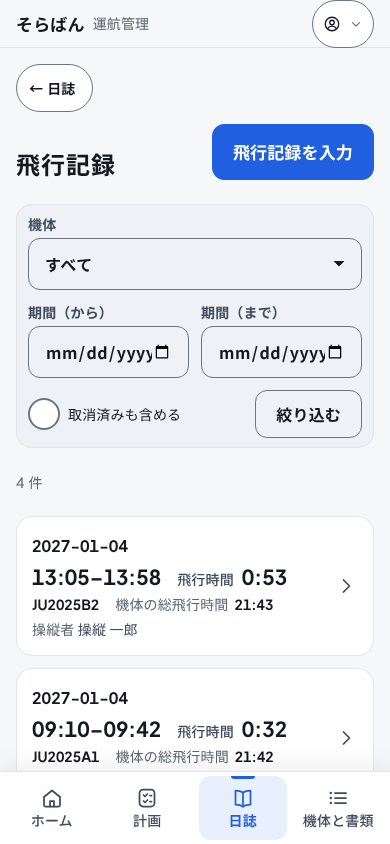 そらばん 運航管理
← 日誌
飛行記録
飛行記録を入力
機体
すべて
期間（から） 期間（まで）
mm/dd/yyyy mm/dd/yyyy
取消済みも含める 絞り込む
4 件
2027-01-04
13:05–13:58 飛行時間 0:53
JU2025B2 機体の総飛行時間 21:43
操縦者 操縦 一郎
2027-01-04
09:10–09:42 飛行時間 0:32
JU2025A1 機体の総飛行時間 21:42
ホーム 計画 日誌 機体と書類